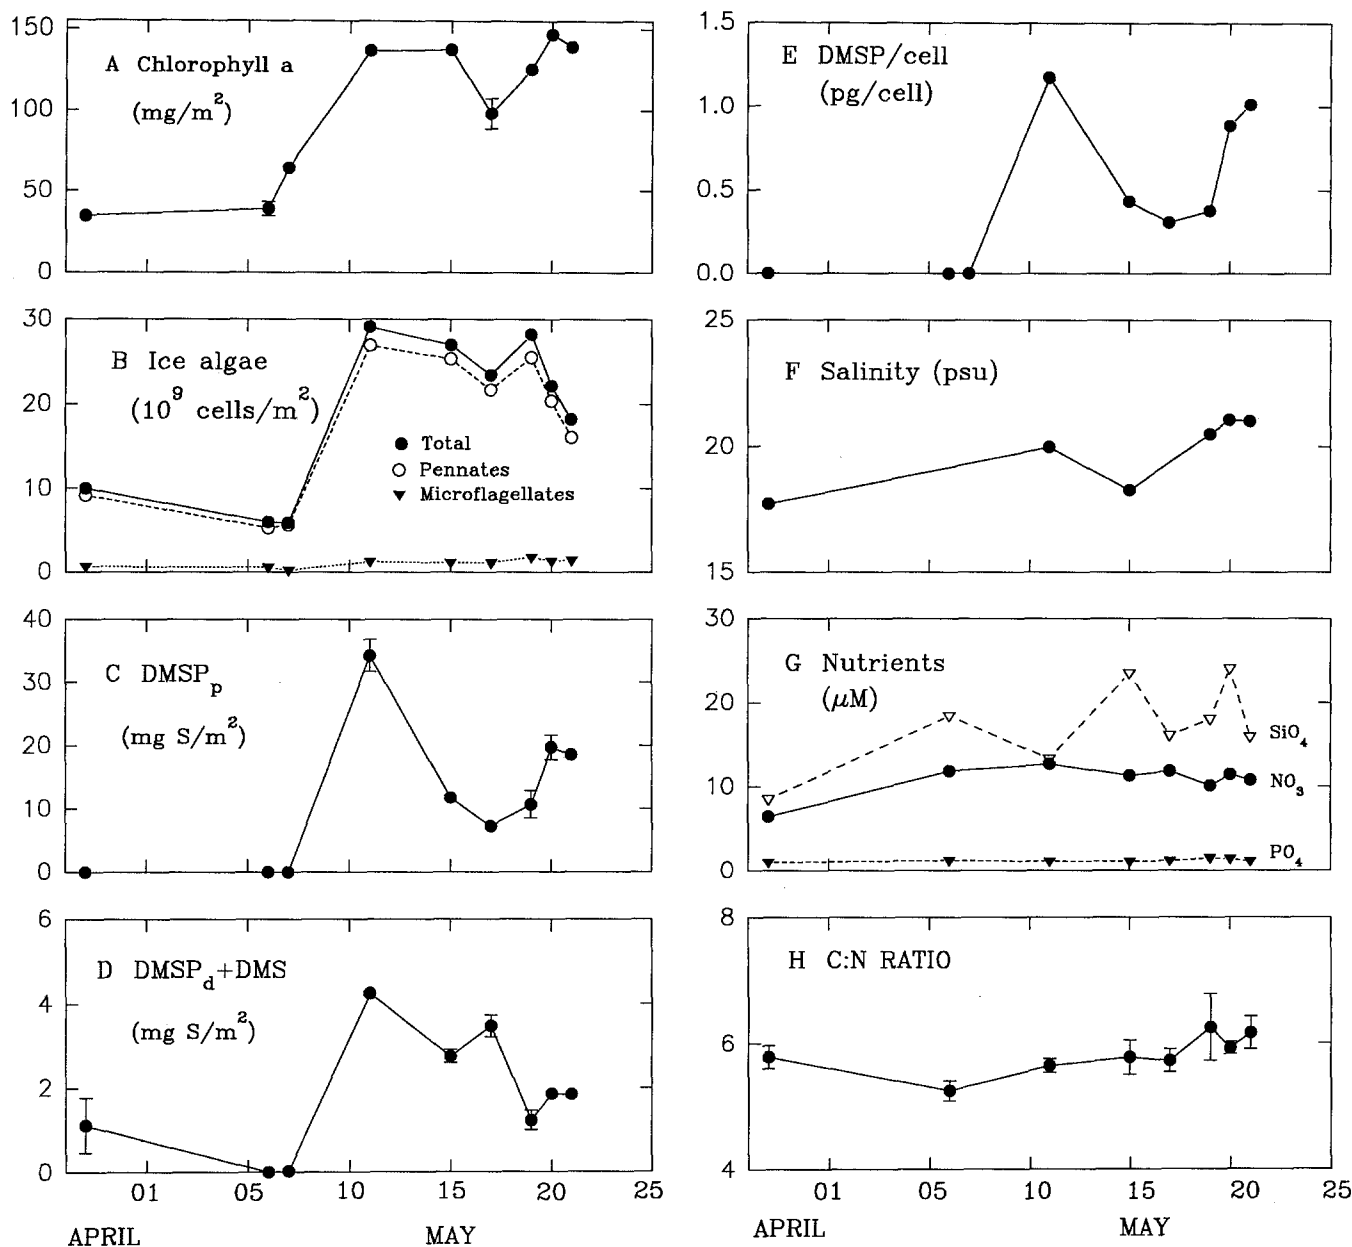 150
100
50
0
A Chlorophyll a
(mg/m²)
30
20
10
0
B Ice algae
(10⁹ cells/m²)
Total
Pennates
Microflagellates
40
30
20
10
0
C DMSPₚ
(mg S/m²)
6
4
2
0
D DMSP_d+DMS
(mg S/m²)
01 05 10 15 20 25
APRIL MAY
1.5
1.0
0.5
0.0
E DMSP/cell
(pg/cell)
25
20
15
F Salinity (psu)
30
20
10
0
G Nutrients
(μM)
SiO₄
NO₃
PO₄
8
6
4
H C:N RATIO
01 05 10 15 20 25
APRIL MAY